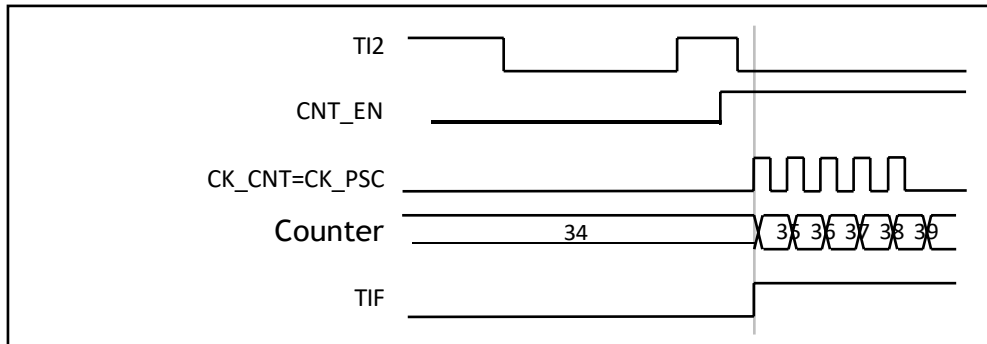 TI2
CNT_EN
CK_CNT=CK_PSC
Counter
34
35 36 37 38 39
TIF